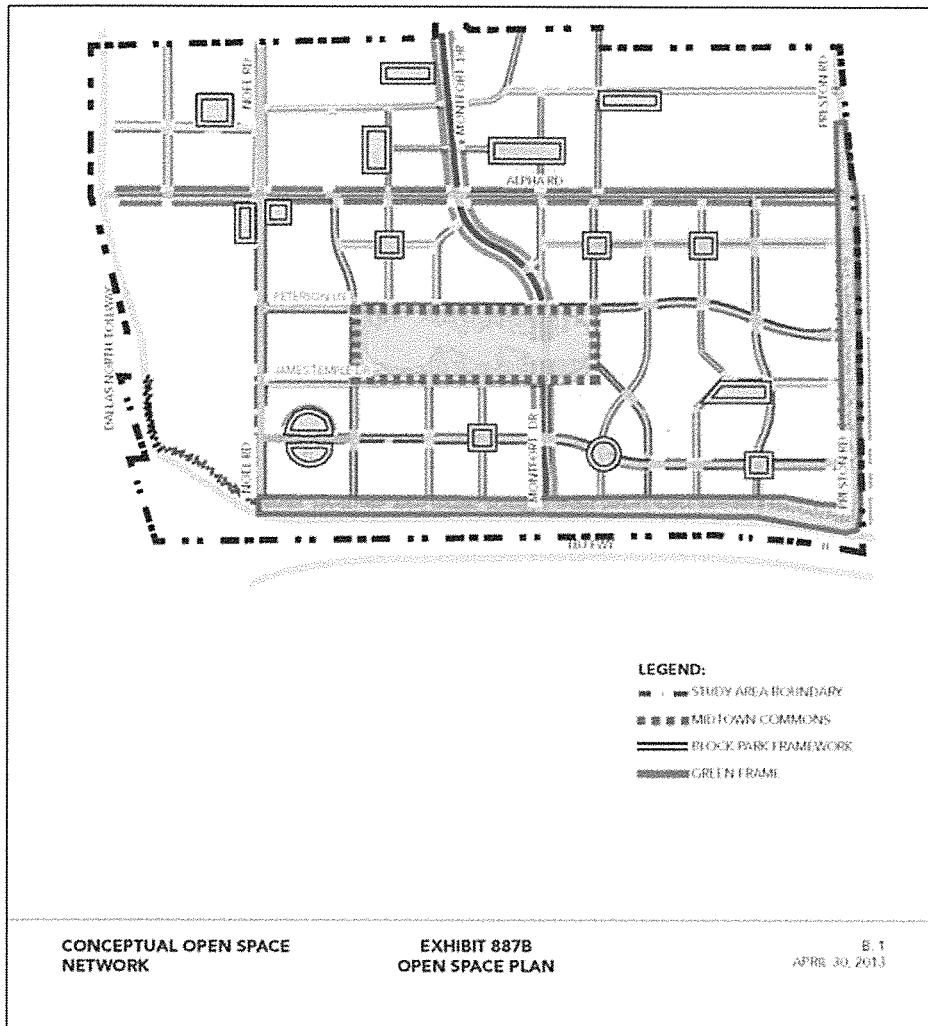 NOEL RD
MONTFORT DR
PRESTON RD
ALPHA RD
PETERSON LN
DALLAS NORTH TOLLWAY
JAMES TEMPLE DR
NOEL RD
MONTFORT DR
PRESTON RD
LEGEND:
STUDY AREA BOUNDARY
MIDTOWN COMMONS
BLOCK PARK FRAMEWORK
GREEN FRAME
CONCEPTUAL OPEN SPACE
NETWORK
EXHIBIT 887B
OPEN SPACE PLAN
B. 1
APRIL 30, 2013